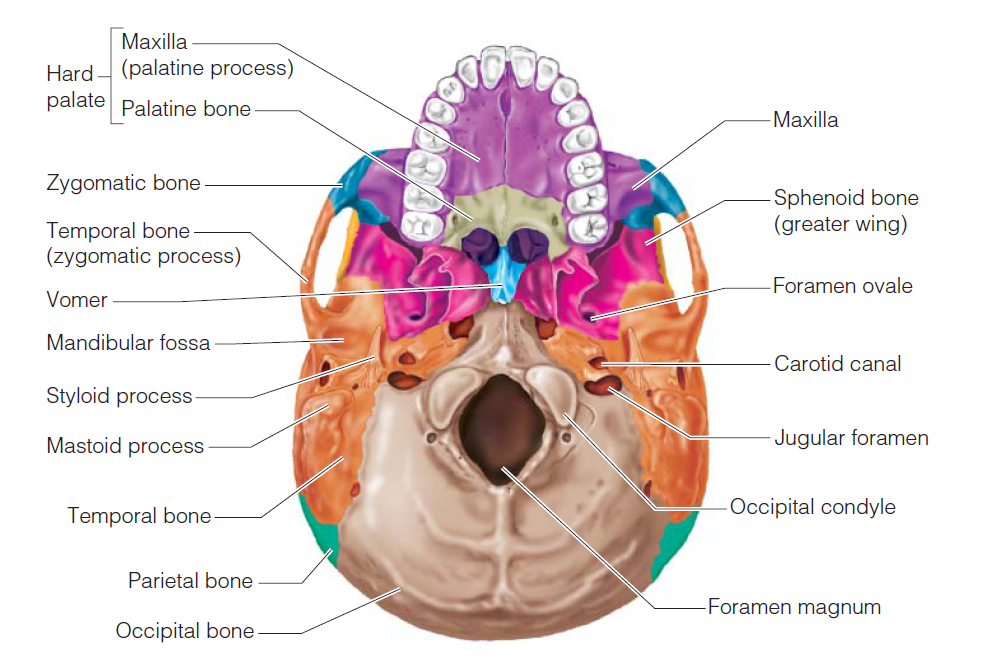 Hard
palate
Maxilla
(palatine process)
Palatine bone
Zygomatic bone
Temporal bone
(zygomatic process)
Vomer
Mandibular fossa
Styloid process
Mastoid process
Temporal bone
Parietal bone
Occipital bone
Maxilla
Sphenoid bone
(greater wing)
Foramen ovale
Carotid canal
Jugular foramen
Occipital condyle
Foramen magnum